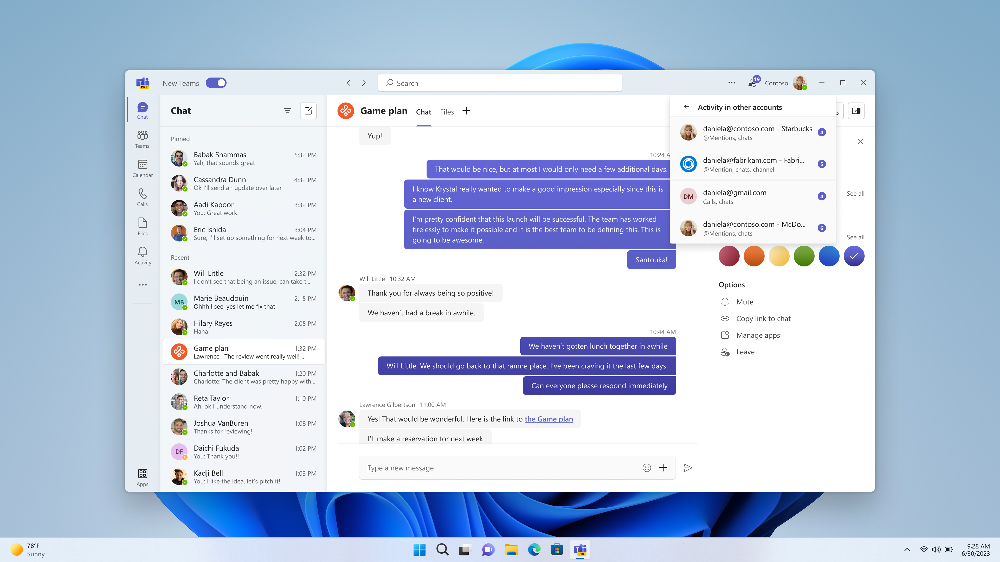 New Teams
Search
19
Contoso
PRE
Chat
Teams
Calendar
Calls
Files
Activity
Apps
Chat
Pinned
Babak Shammas 5:32 PM
Yah, that sounds great
Cassandra Dunn 4:32 PM
Ok I'll send an update over later
Aadi Kapoor 3:32 PM
You: Great work!
Eric Ishida 3:04 PM
Sure, I'll set up something for next week to...
Recent
Will Little 2:32 PM
I don't see that being an issue, can take t...
MB
Marie Beaudouin 2:15 PM
Ohhh I see, yes let me fix that!
Hilary Reyes 2:05 PM
Haha!
Game plan 1:32 PM
Lawrence : The review went really well! ..
Charlotte and Babak 1:20 PM
Charlotte: The client was pretty happy with...
Reta Taylor 1:10 PM
Ah, ok I understand now.
Joshua VanBuren 1:08 PM
Thanks for reviewing!
DF
Daichi Fukuda 1:02 PM
You: Thank you!!
Kadji Bell 1:03 PM
You: I like the idea, let's pitch it!
Game plan Chat Files
Yup!
10:24 A
That would be nice, but at most I would only need a few additional days.
I know Krystal really wanted to make a good impression especially since this is
a new client.
I'm pretty confident that this launch will be successful. The team has worked
tirelessly to make it possible and it is the best team to be defining this. This is
going to be awesome.
Santouka!
Will Little 10:32 AM
Thank you for always being so positive!
We haven't had a break in awhile.
10:44 AM
We haven't gotten lunch together in awhile
Will Little, We should go back to that ramne place. I've been craving it the last few days.
Can everyone please respond immediately
Lawrence Gilbertson 11:00 AM
Yes! That would be wonderful. Here is the link to the Game plan
I'll make a reservation for next week
Type a new message
Activity in other accounts
daniela@contoso.com - Starbucks
@Mentions, chats
4
daniela@fabrikam.com - Fabri...
@Mention, chats, channel
5
DM
daniela@gmail.com
Calls, chats
4
daniela@contoso.com - McDo...
@Mentions, chats
6
See all
See all
Options
Mute
Copy link to chat
Manage apps
Leave
78°F
Sunny
PRE
9:28 AM
6/30/2023